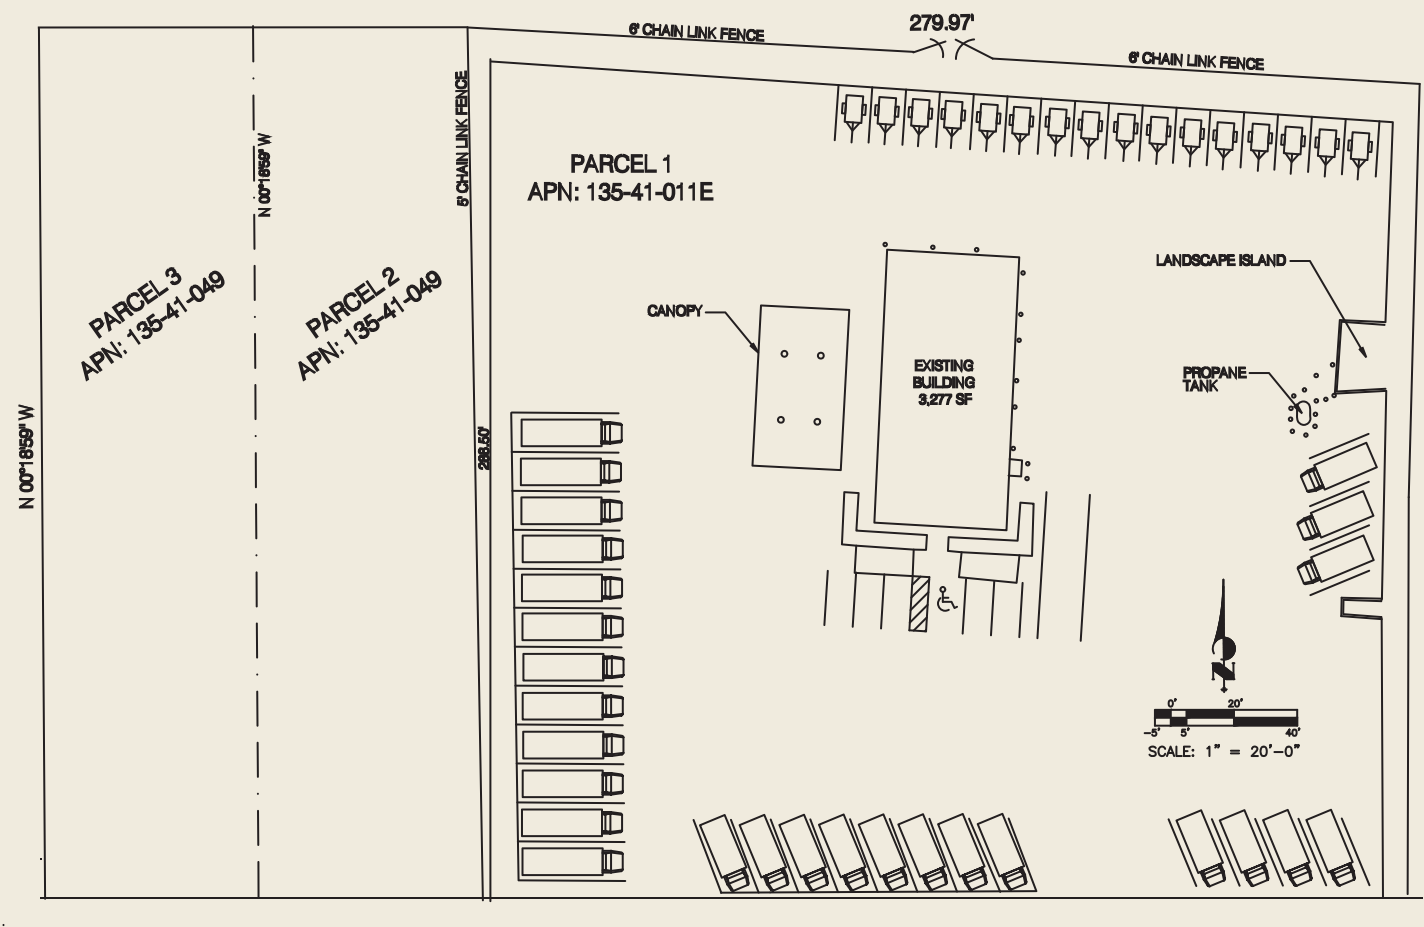 279.97'
6' CHAIN LINK FENCE
6' CHAIN LINK FENCE
5' CHAIN LINK FENCE
N 00°18'59" W
PARCEL 1
APN: 135-41-011E
PARCEL 3
APN: 135-41-049
PARCEL 2
APN: 135-41-049
LANDSCAPE ISLAND
CANOPY
EXISTING
BUILDING
3,277 SF
PROPANE
TANK
N 00°18'59" W
N
0' 20'
-5' 5' 40'
SCALE: 1" = 20'-0"